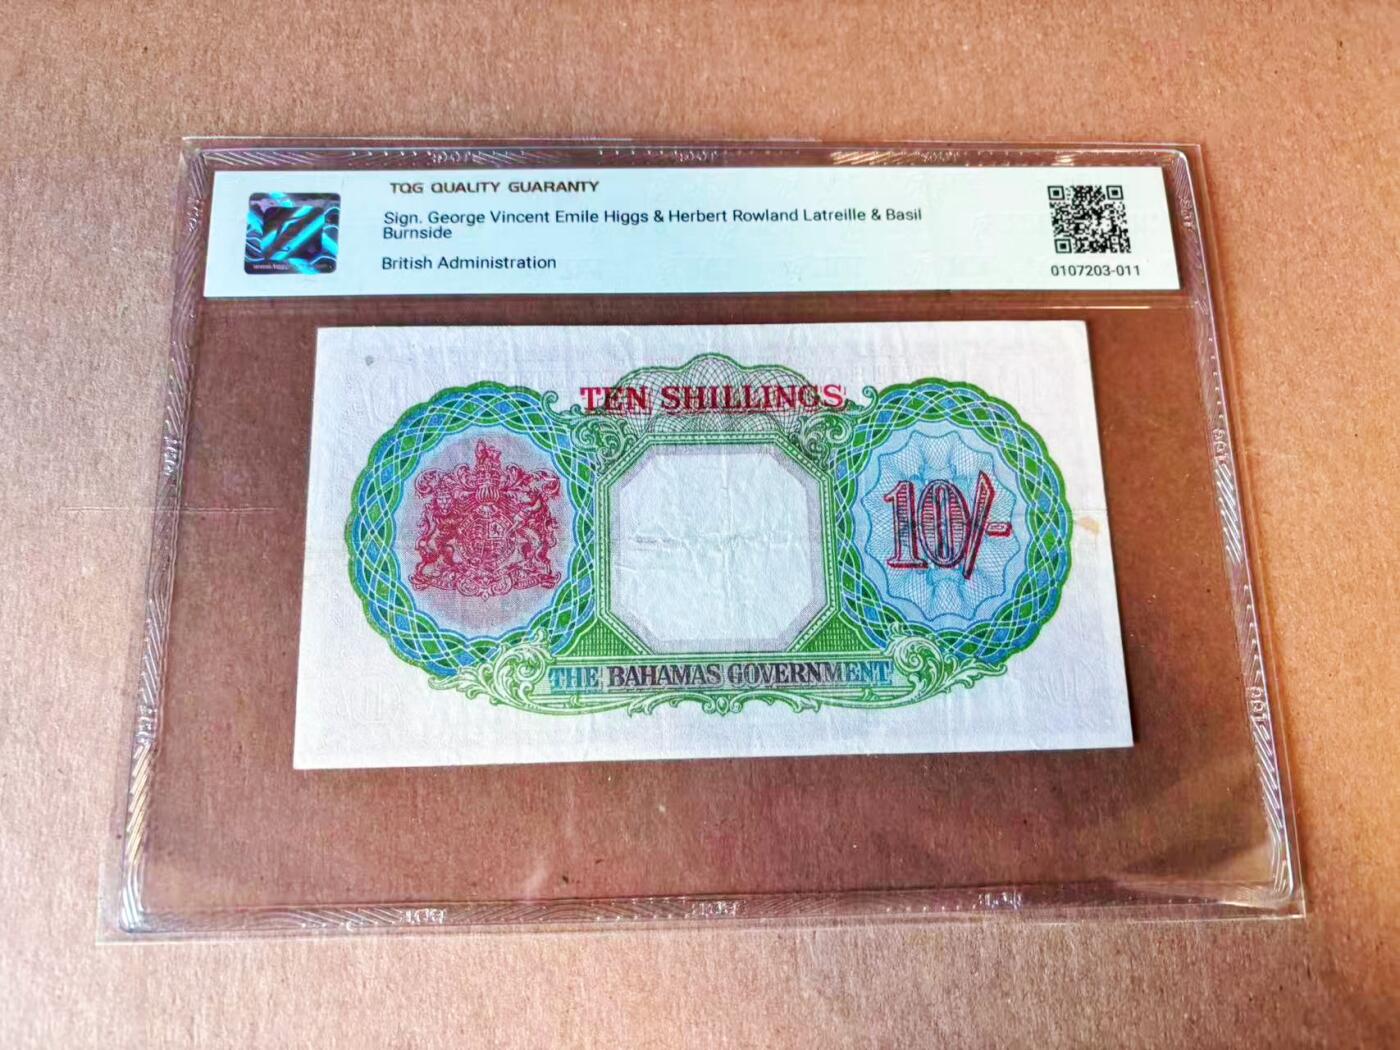 TQG QUALITY GUARANTY
Sign. George Vincent Emile Higgs & Herbert Rowland Latreille & Basil
Burnside
British Administration
0107203-011
TEN SHILLINGS
10/-
THE BAHAMAS GOVERNMENT